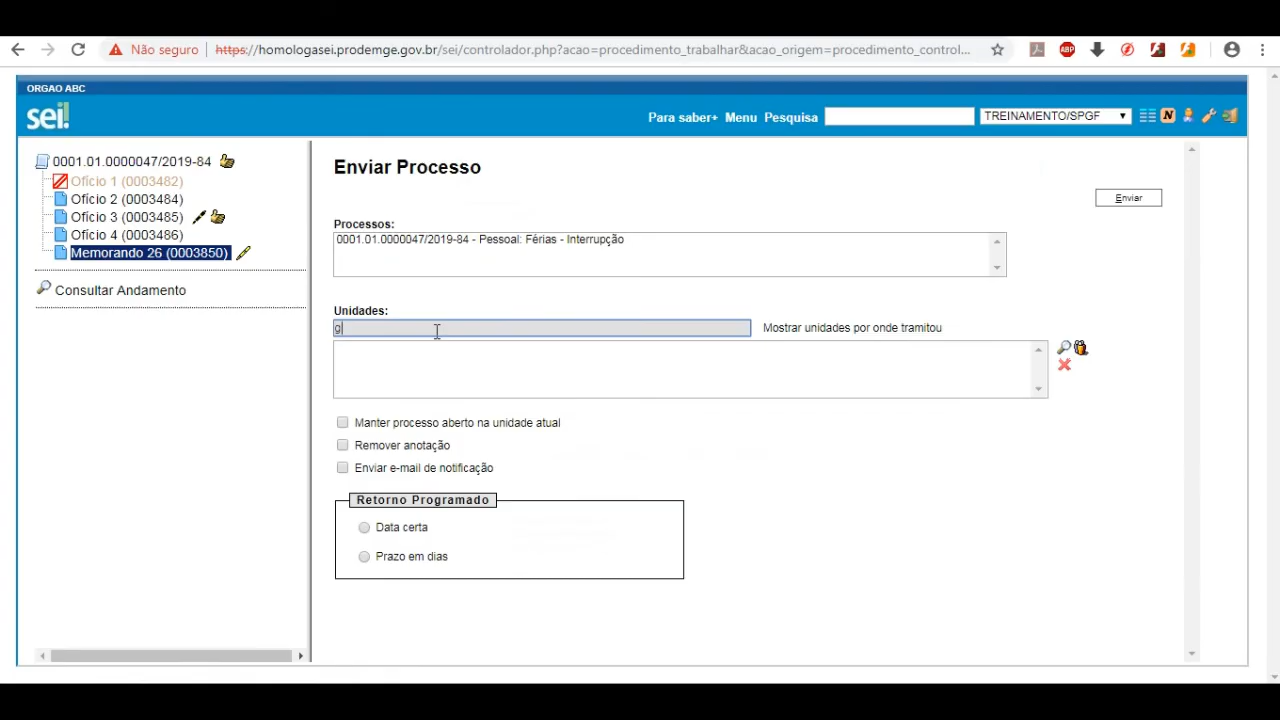 Não seguro
https://homologasei.prodemge.gov.br/sei/controlador.php?acao=procedimento_trabalhar&acao_origem=procedimento_control...
ABP
ORGAO ABC
sei!
Para saber+ Menu Pesquisa
TREINAMENTO/SPGF
N
0001.01.0000047/2019-84
Ofício 1 (0003482)
Ofício 2 (0003484)
Ofício 3 (0003485)
Ofício 4 (0003486)
Memorando 26 (0003850)
Consultar Andamento
Enviar Processo
Enviar
Processos:
0001.01.0000047/2019-84 - Pessoal: Férias - Interrupção
Unidades:
g
Mostrar unidades por onde tramitou
Manter processo aberto na unidade atual
Remover anotação
Enviar e-mail de notificação
Retorno Programado
Data certa
Prazo em dias